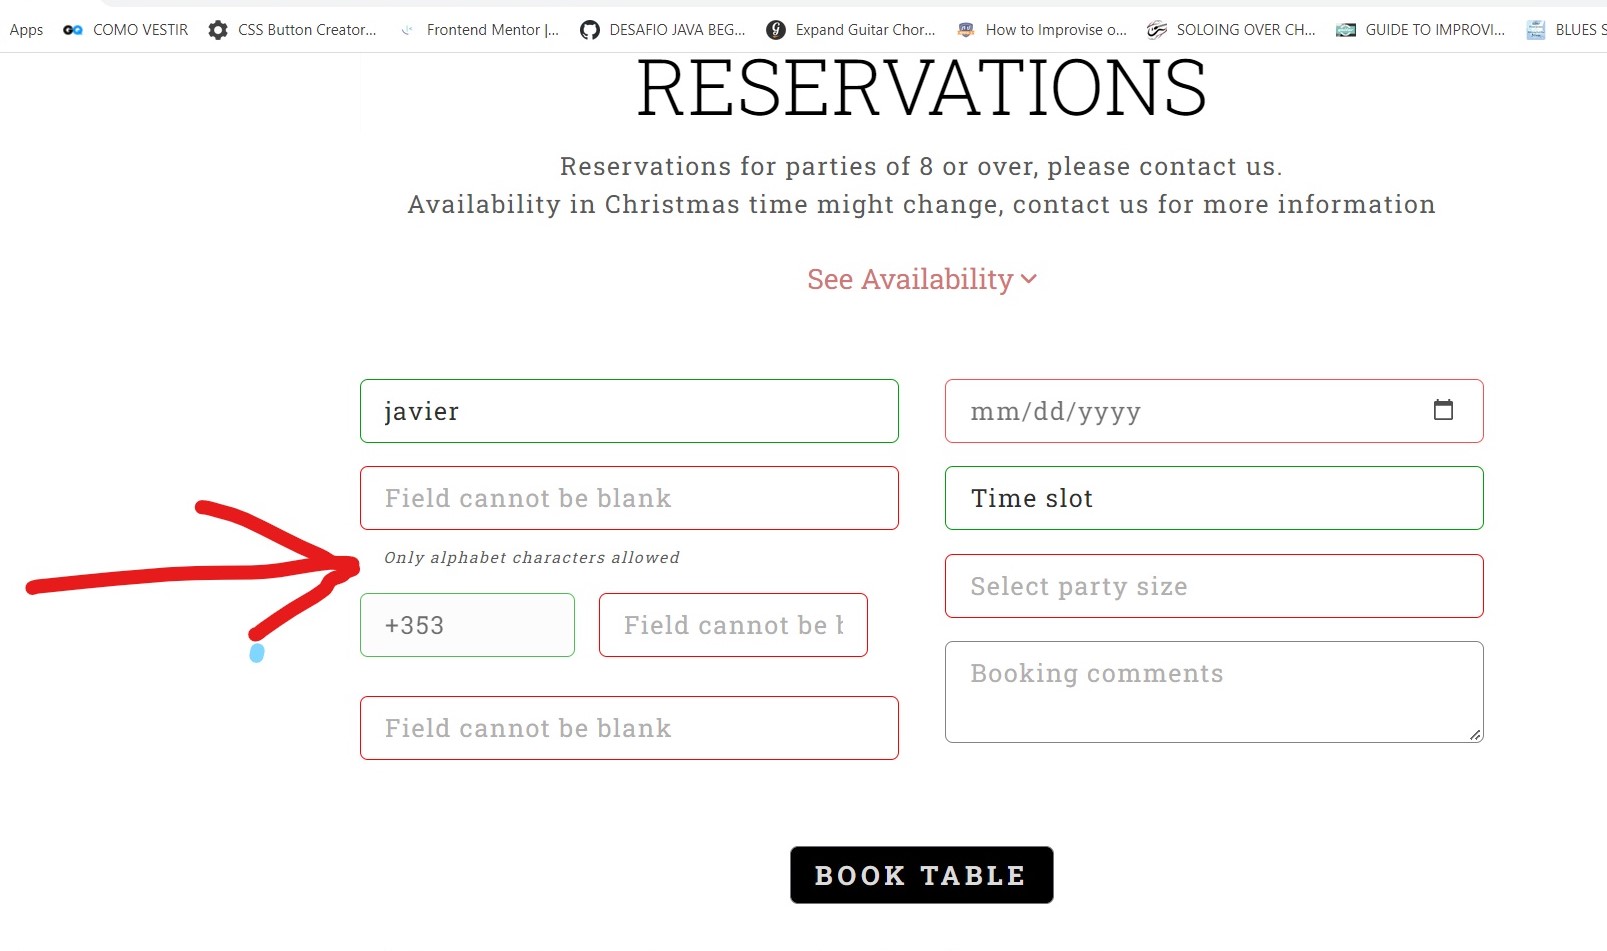 Apps COMO VESTIR CSS Button Creator... Frontend Mentor |... DESAFIO JAVA BEG... Expand Guitar Chor... How to Improvise o... SOLOING OVER CH... GUIDE TO IMPROVI... BLUES S
RESERVATIONS
Reservations for parties of 8 or over, please contact us.
Availability in Christmas time might change, contact us for more information
See Availability
javier
mm/dd/yyyy
Field cannot be blank
Time slot
Only alphabet characters allowed
Select party size
+353
Field cannot be b
Booking comments
Field cannot be blank
BOOK TABLE